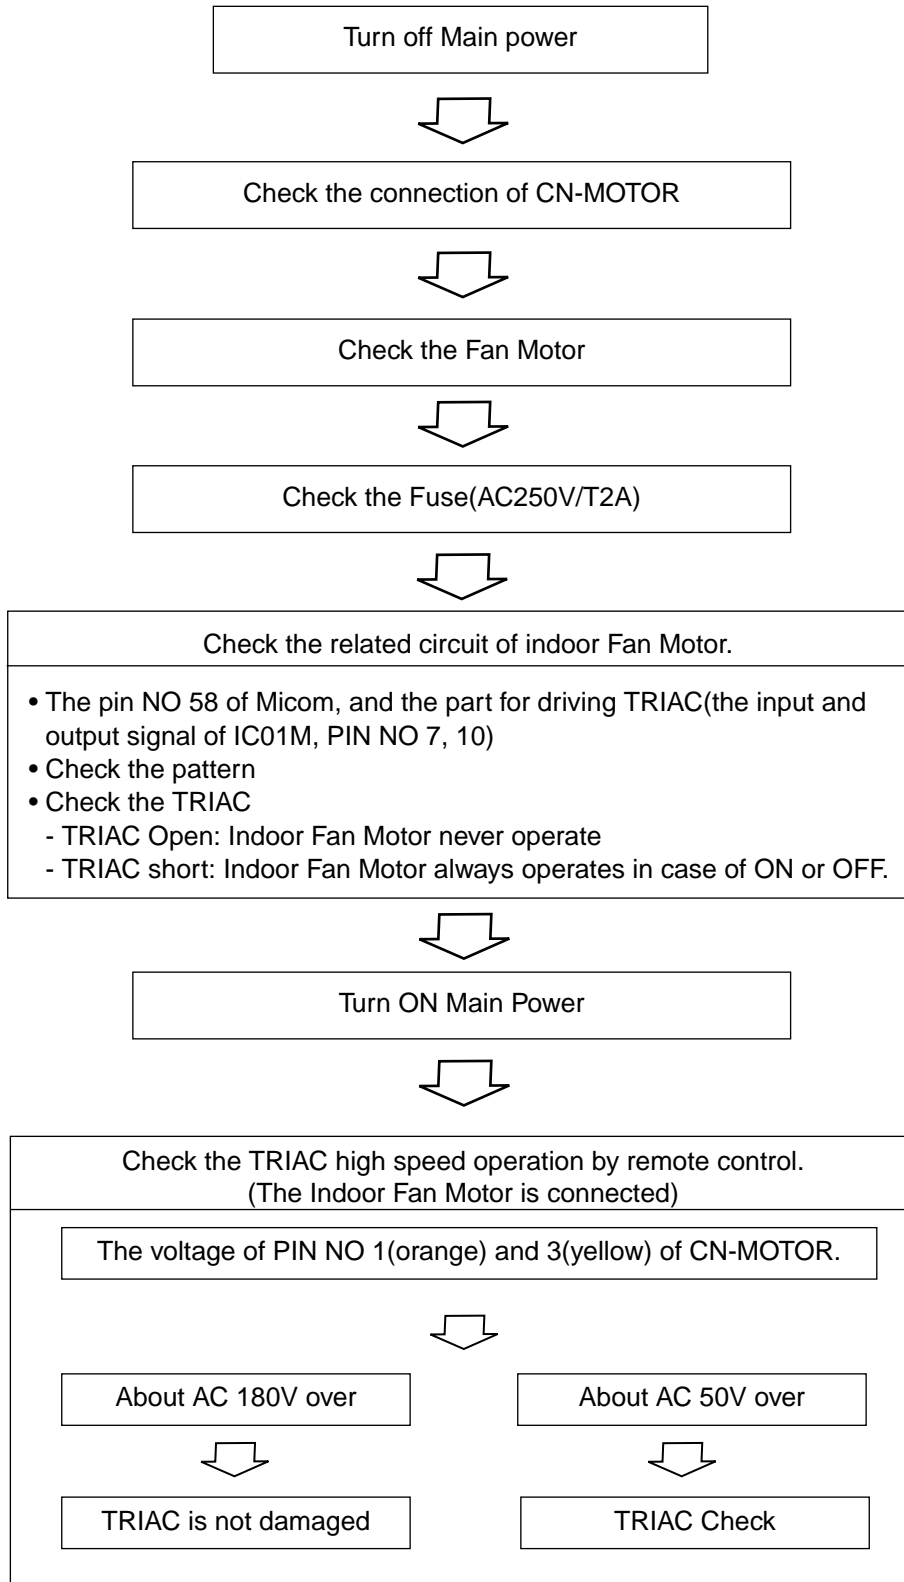 Turn off Main power
Check the connection of CN-MOTOR
Check the Fan Motor
Check the Fuse(AC250V/T2A)
Check the related circuit of indoor Fan Motor.
• The pin NO 58 of Micom, and the part for driving TRIAC(the input and
output signal of IC01M, PIN NO 7, 10)
• Check the pattern
• Check the TRIAC
- TRIAC Open: Indoor Fan Motor never operate
- TRIAC short: Indoor Fan Motor always operates in case of ON or OFF.
Turn ON Main Power
Check the TRIAC high speed operation by remote control.
(The Indoor Fan Motor is connected)
The voltage of PIN NO 1(orange) and 3(yellow) of CN-MOTOR.
About AC 180V over
About AC 50V over
TRIAC is not damaged
TRIAC Check